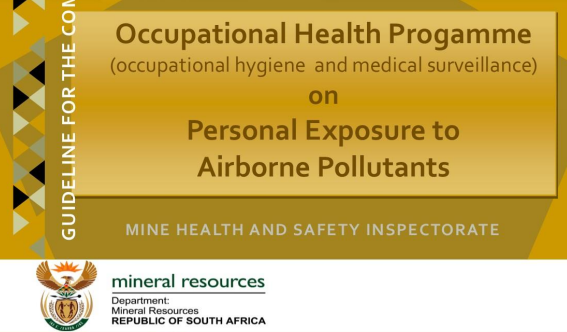 GUIDELINE FOR THE
Occupational Health Progamme
(occupational hygiene and medical surveillance)
on
Personal Exposure to
Airborne Pollutants
MINE HEALTH AND SAFETY INSPECTORATE
mineral resources
Department:
Mineral Resources
REPUBLIC OF SOUTH AFRICA